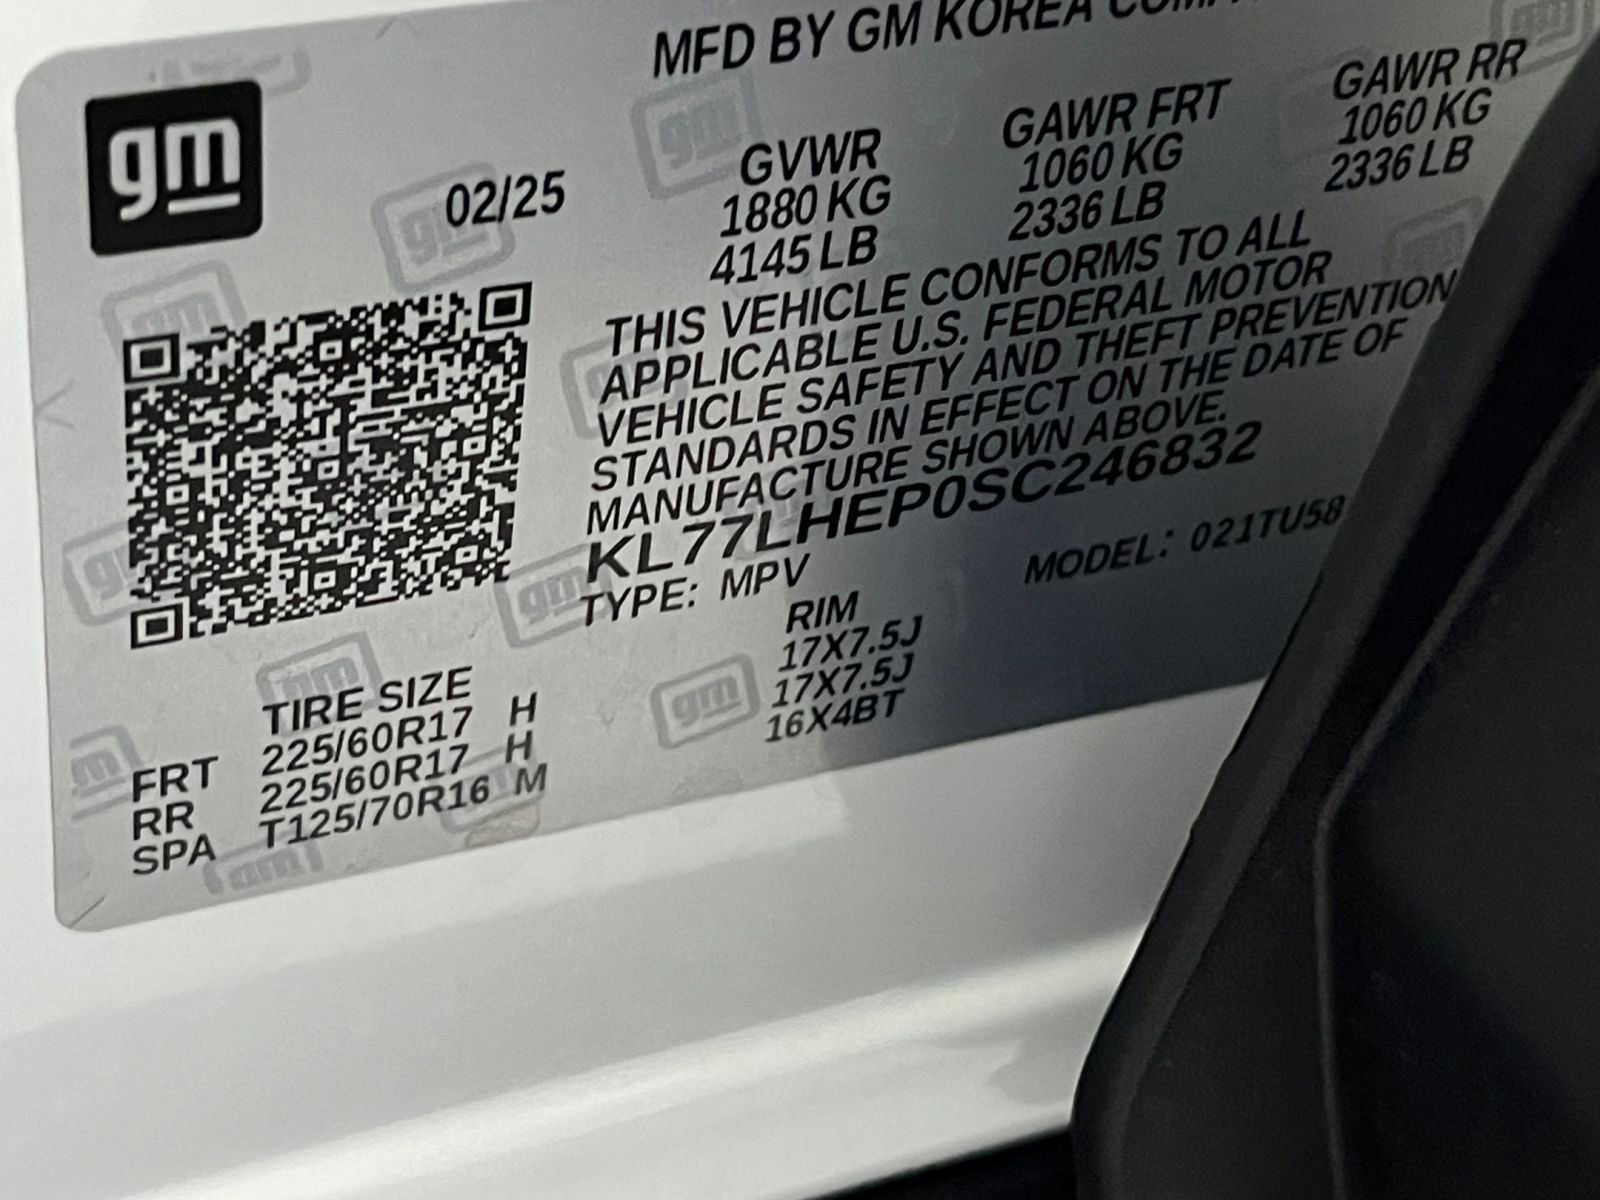 MFD BY GM KOREA
gm
02/25
GVWR
1880 KG
4145 LB
GAWR FRT
1060 KG
2336 LB
GAWR RR
1060 KG
2336 LB
THIS VEHICLE CONFORMS TO ALL
APPLICABLE U.S. FEDERAL MOTOR
VEHICLE SAFETY AND THEFT PREVENTION
STANDARDS IN EFFECT ON THE DATE OF
MANUFACTURE SHOWN ABOVE.
KL77LHEP0SC246832
TYPE: MPV
MODEL: 021TU58
TIRE SIZE RIM
FRT 225/60R17 H 17X7.5J
RR 225/60R17 H 17X7.5J
SPA T125/70R16 M 16X4BT